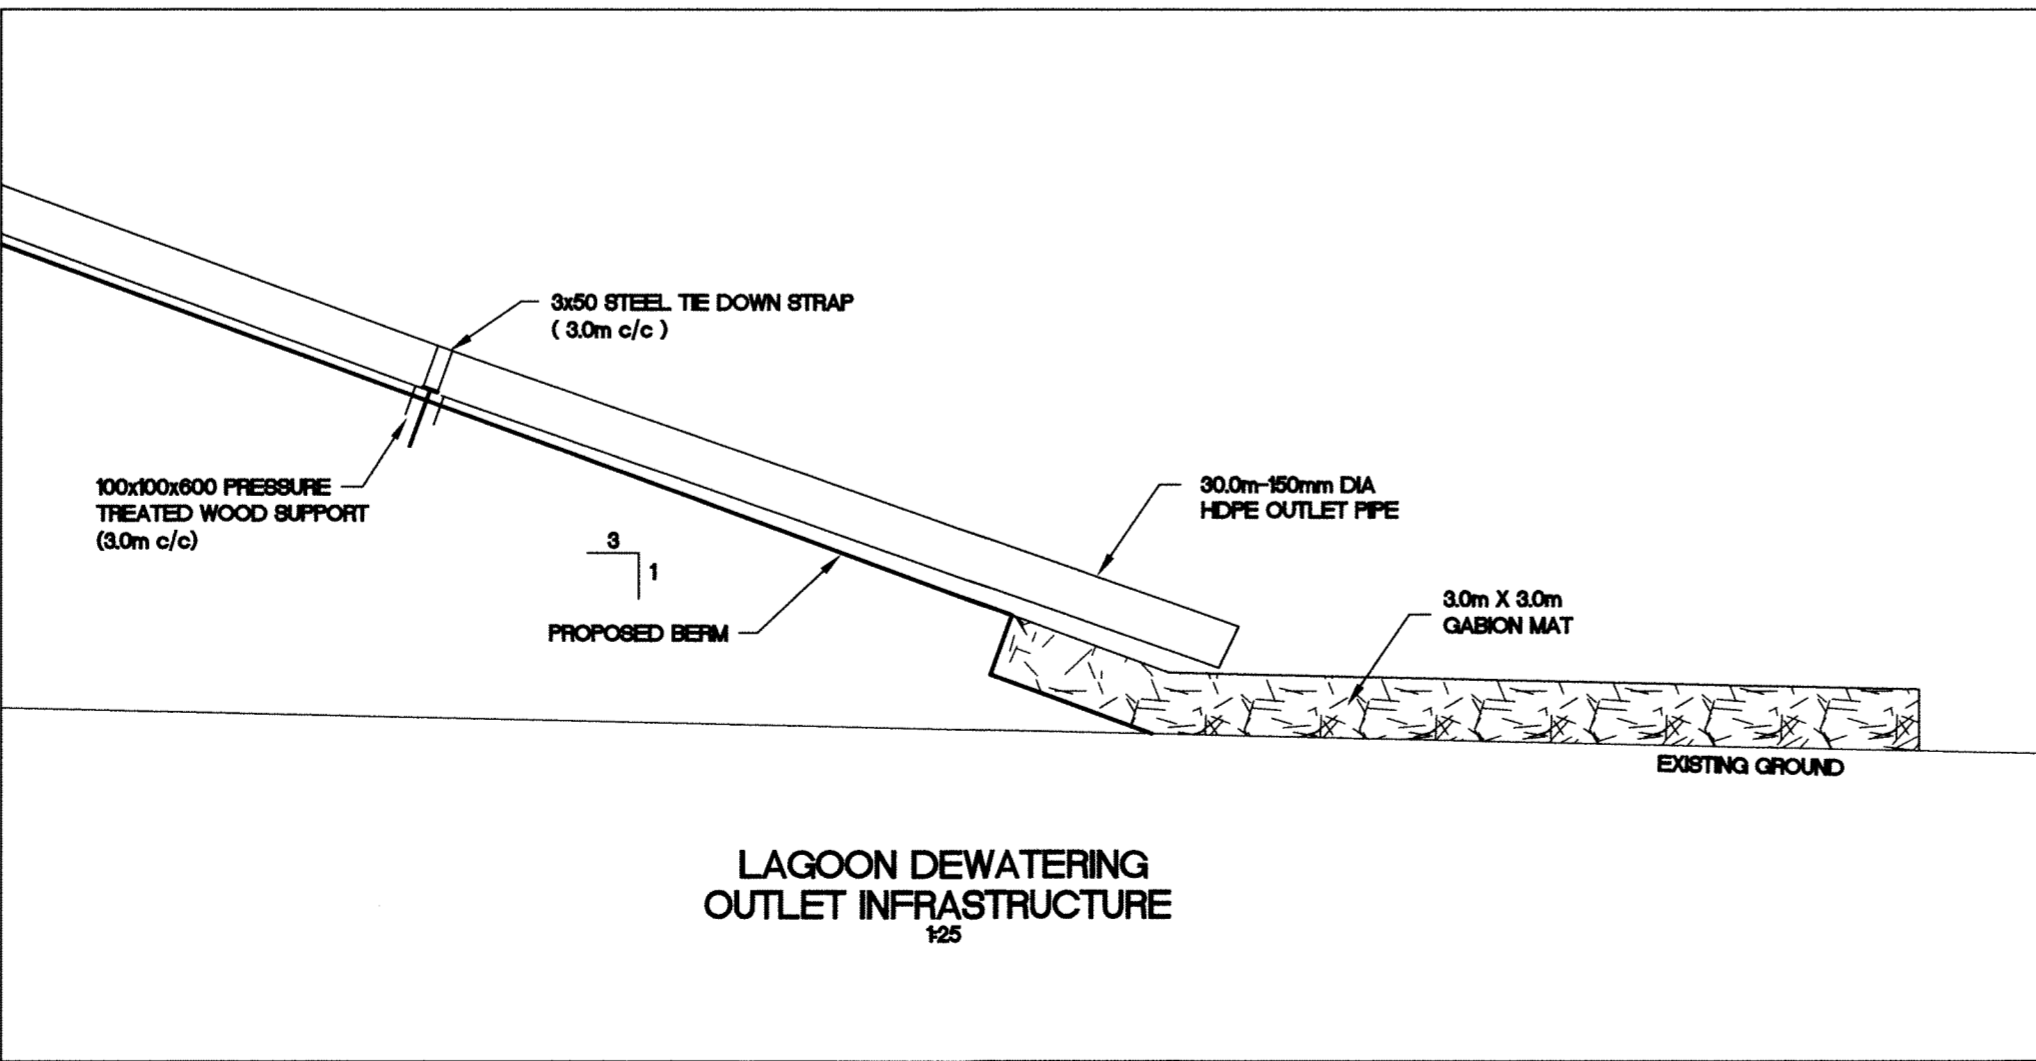 3x50 STEEL TIE DOWN STRAP
( 3.0m c/c )
100x100x600 PRESSURE
TREATED WOOD SUPPORT
(3.0m c/c)
30.0m-150mm DIA
HDPE OUTLET PIPE
3
1
PROPOSED BERM
3.0m X 3.0m
GABION MAT
EXISTING GROUND
LAGOON DEWATERING
OUTLET INFRASTRUCTURE
1:25